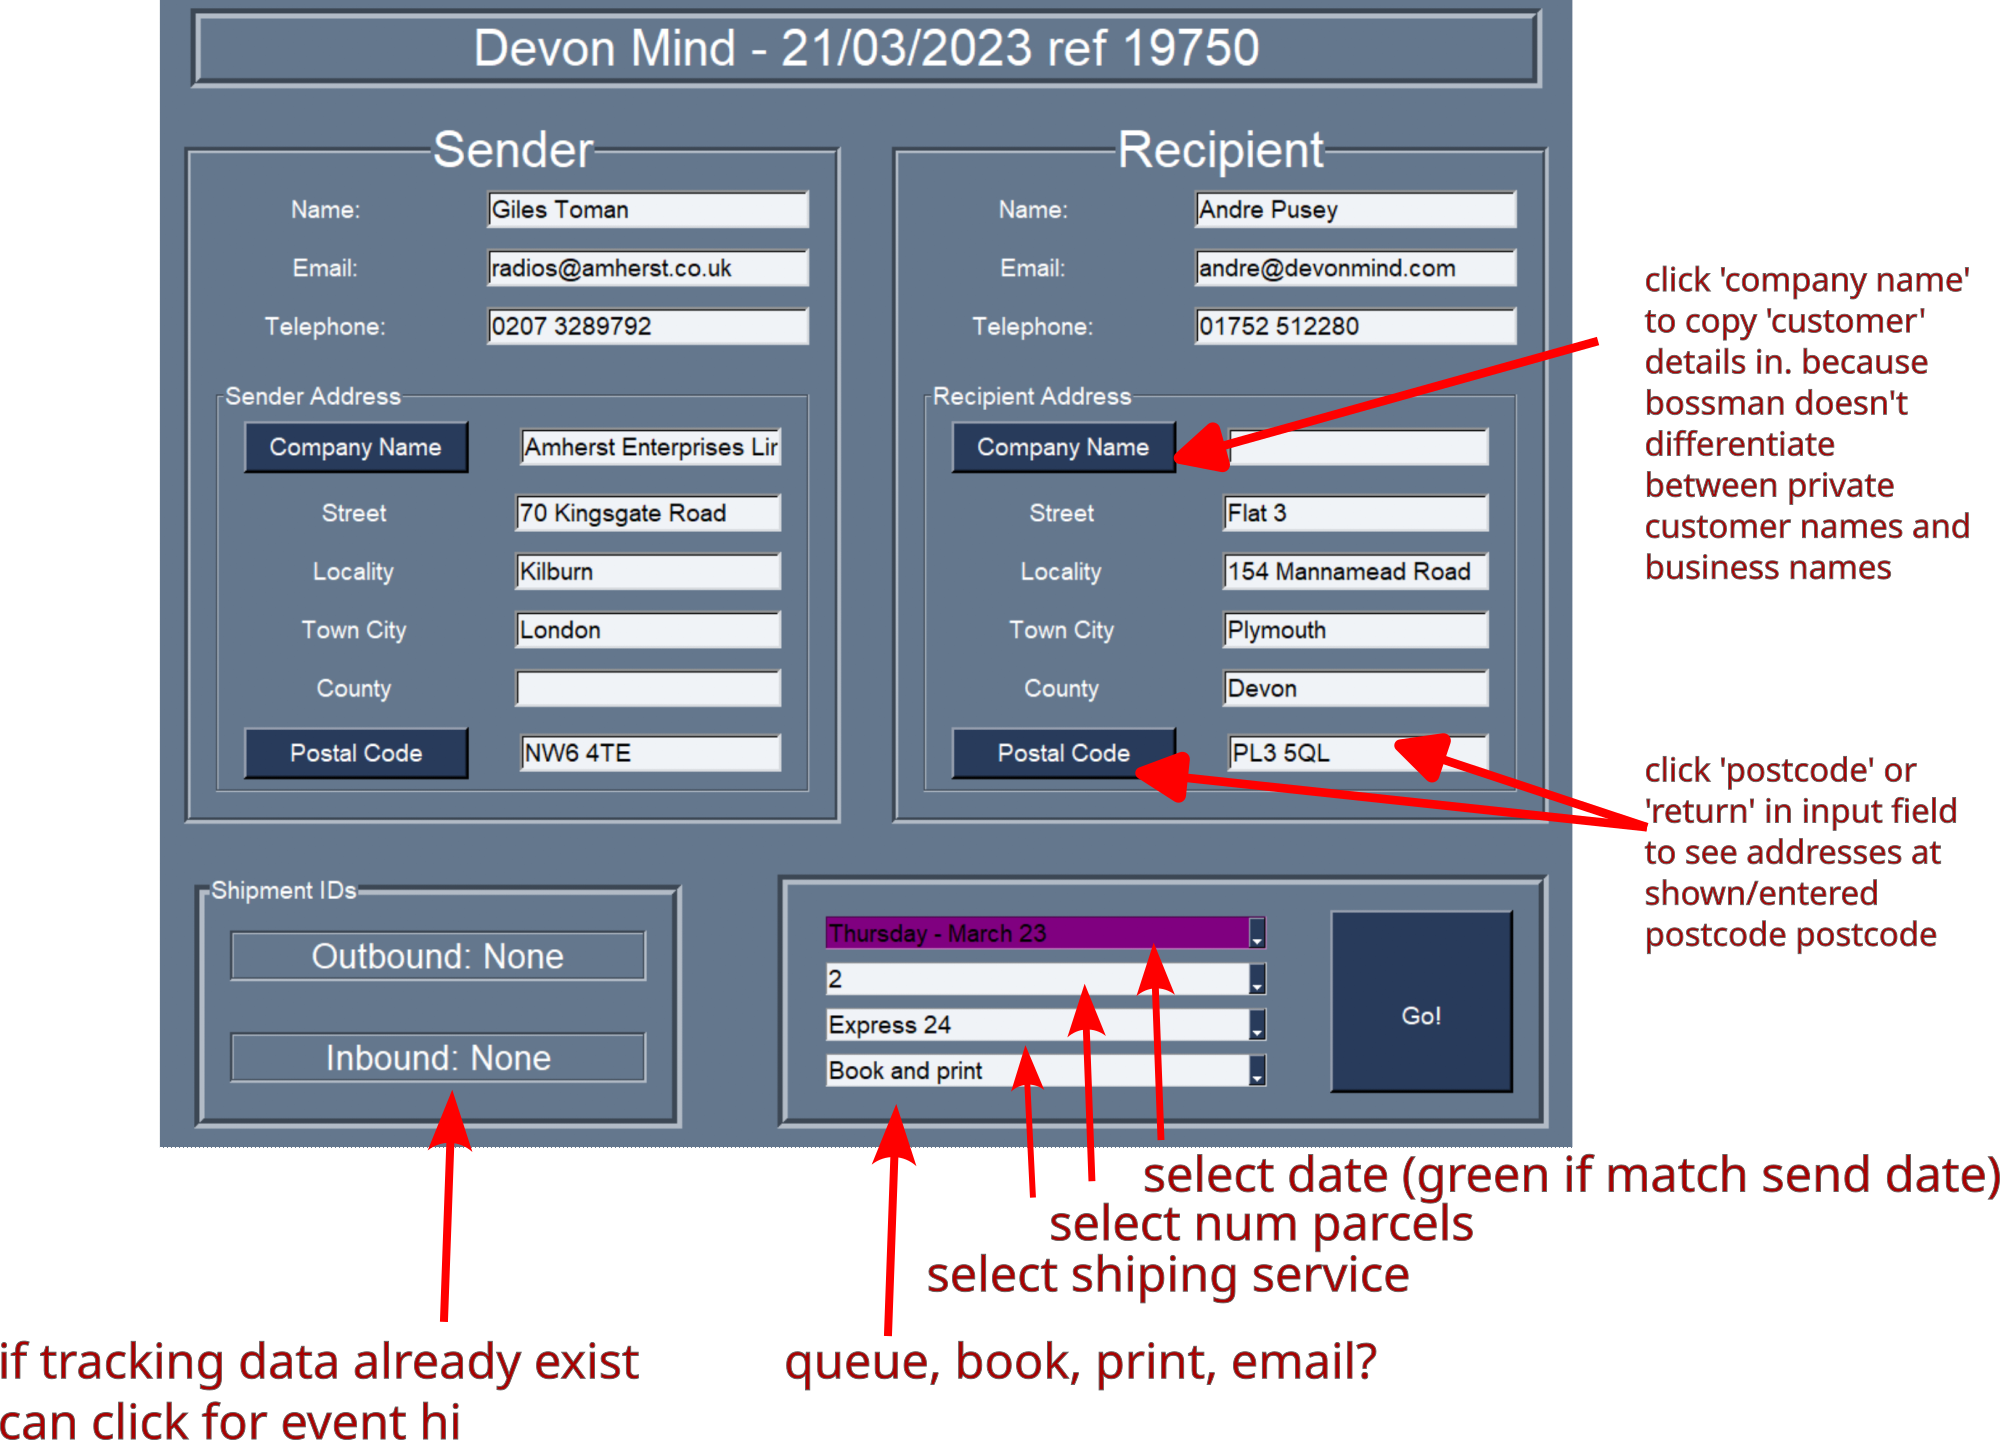 Devon Mind - 21/03/2023 ref 19750
Sender
Name:
Giles Toman
Email:
radios@amherst.co.uk
Telephone:
0207 3289792
Sender Address
Company Name
Amherst Enterprises Lir
Street
70 Kingsgate Road
Locality
Kilburn
Town City
London
County
Postal Code
NW6 4TE
Recipient
Name:
Andre Pusey
Email:
andre@devonmind.com
Telephone:
01752 512280
Recipient Address
Company Name
Street
Flat 3
Locality
154 Mannamead Road
Town City
Plymouth
County
Devon
Postal Code
PL3 5QL
click 'company name'
to copy 'customer'
details in. because
bossman doesn't
differentiate
between private
customer names and
business names
click 'postcode' or
'return' in input field
to see addresses at
shown/entered
postcode postcode
Shipment IDs
Outbound: None
Inbound: None
Thursday - March 23
2
Express 24
Book and print
Go!
select date (green if match send date)
select num parcels
select shiping service
queue, book, print, email?
if tracking data already exist
can click for event hi